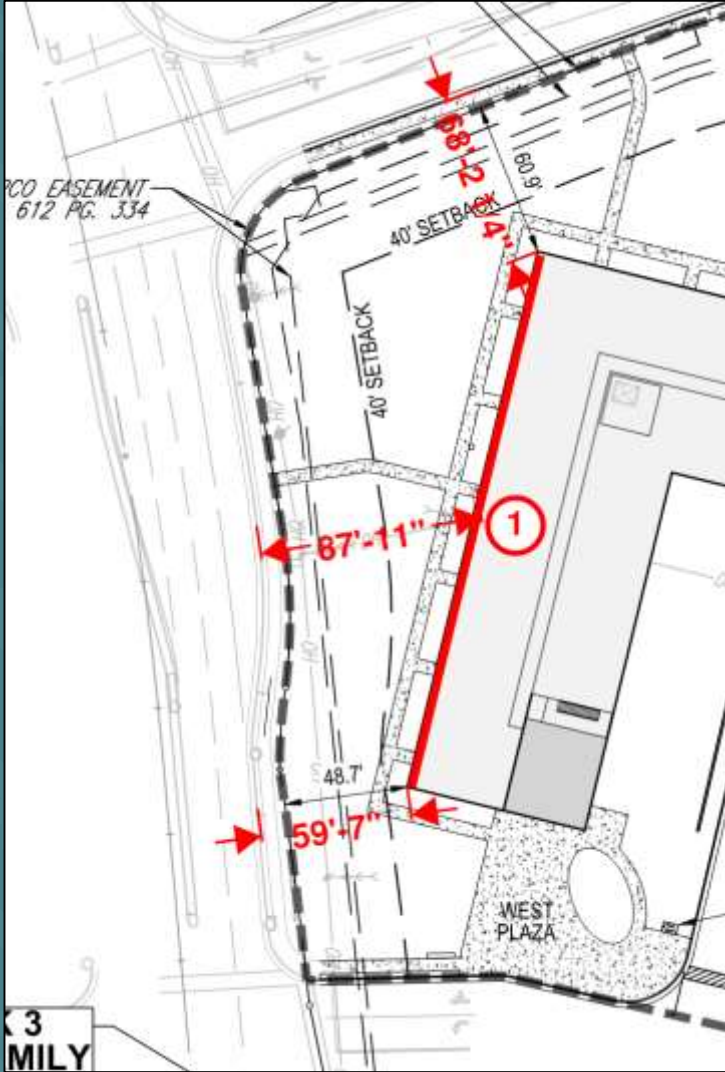 PCO EASEMENT
612 PG. 334
68'-2 1/4"
60.9'
40' SETBACK
40' SETBACK
87'-11"
1
48.7'
59'-7"
WEST
PLAZA
K 3
MILY